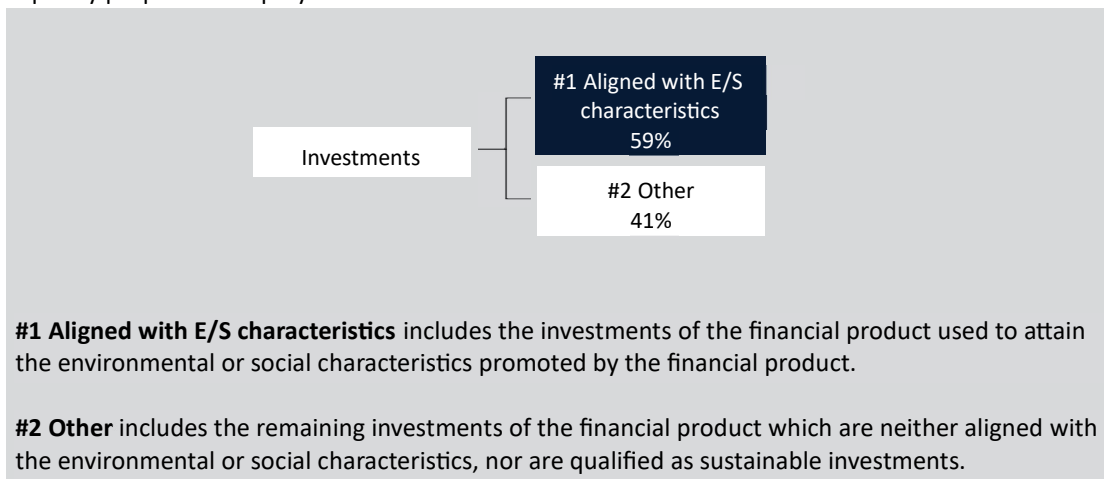 #1 Aligned with E/S
characteristics
59%
Investments
#2 Other
41%
#1 Aligned with E/S characteristics includes the investments of the financial product used to attain
the environmental or social characteristics promoted by the financial product.
#2 Other includes the remaining investments of the financial product which are neither aligned with
the environmental or social characteristics, nor are qualified as sustainable investments.